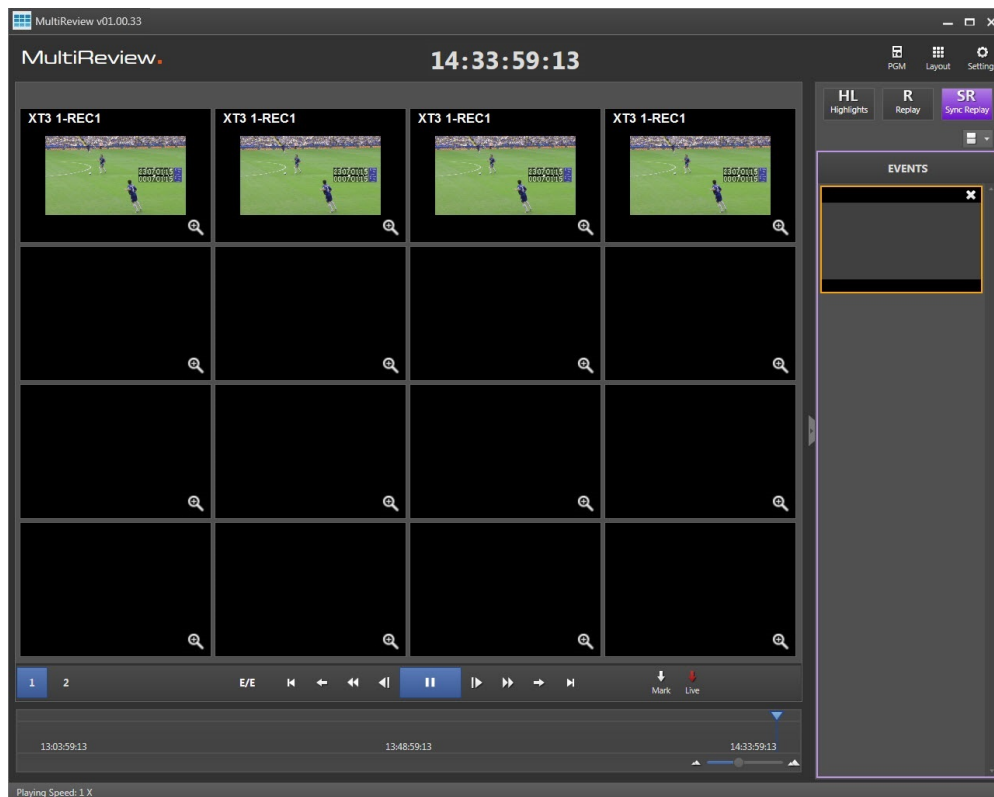 MultiReview v01.00.33
MultiReview.
14:33:59:13
PGM
Layout
Setting
HL
Highlights
R
Replay
SR
Sync Replay
XT3 1-REC1
XT3 1-REC1
XT3 1-REC1
XT3 1-REC1
EVENTS
1
2
E/E
Mark
Live
13:03:59:13
13:48:59:13
14:33:59:13
Playing Speed: 1 X